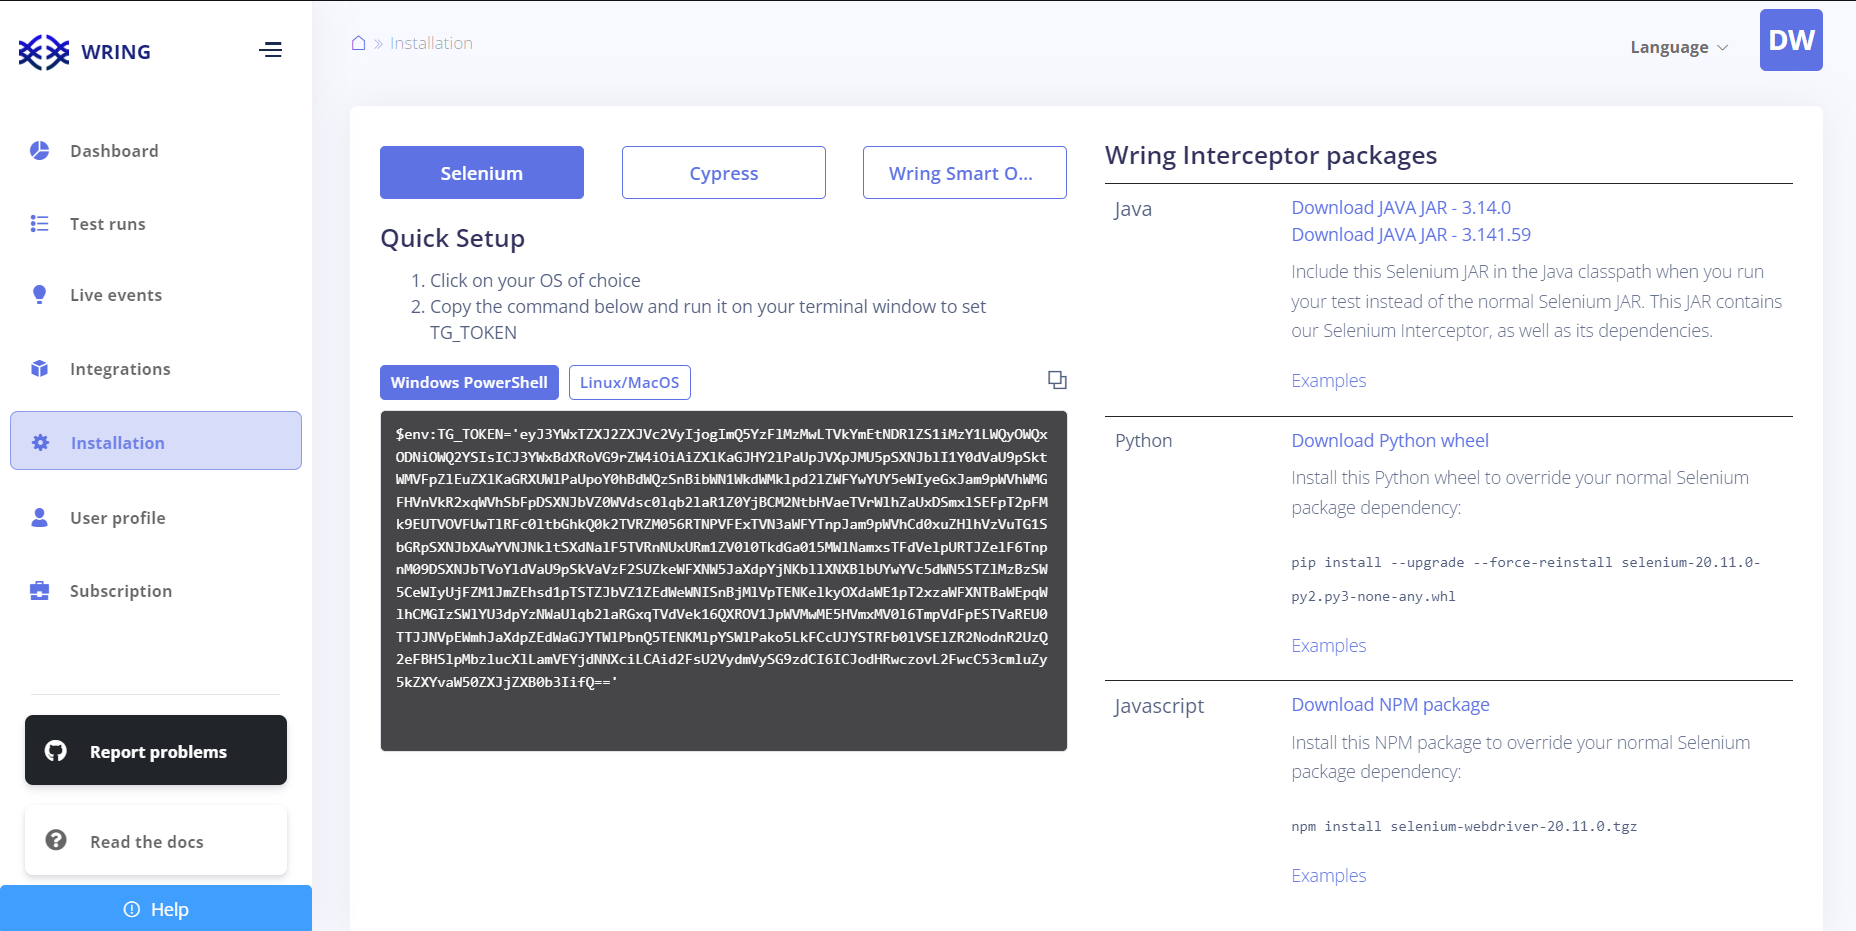 WRING
Dashboard
Test runs
Live events
Integrations
Installation
User profile
Subscription
Report problems
Read the docs
Help
Installation
Language
DW
Selenium
Cypress
Wring Smart O...
Quick Setup
1. Click on your OS of choice
2. Copy the command below and run it on your terminal window to set
TG_TOKEN
Windows PowerShell
Linux/MacOS
$env:TG_TOKEN=
Wring Interceptor packages
Java
Download JAVA JAR - 3.14.0
Download JAVA JAR - 3.141.59
Include this Selenium JAR in the Java classpath when you run
your test instead of the normal Selenium JAR. This JAR contains
our Selenium Interceptor, as well as its dependencies.
Examples
Python
Download Python wheel
Install this Python wheel to override your normal Selenium
package dependency:
pip install --upgrade --force-reinstall selenium-20.11.0-
py2.py3-none-any.whl
Examples
Javascript
Download NPM package
Install this NPM package to override your normal Selenium
package dependency:
npm install selenium-webdriver-20.11.0.tgz
Examples